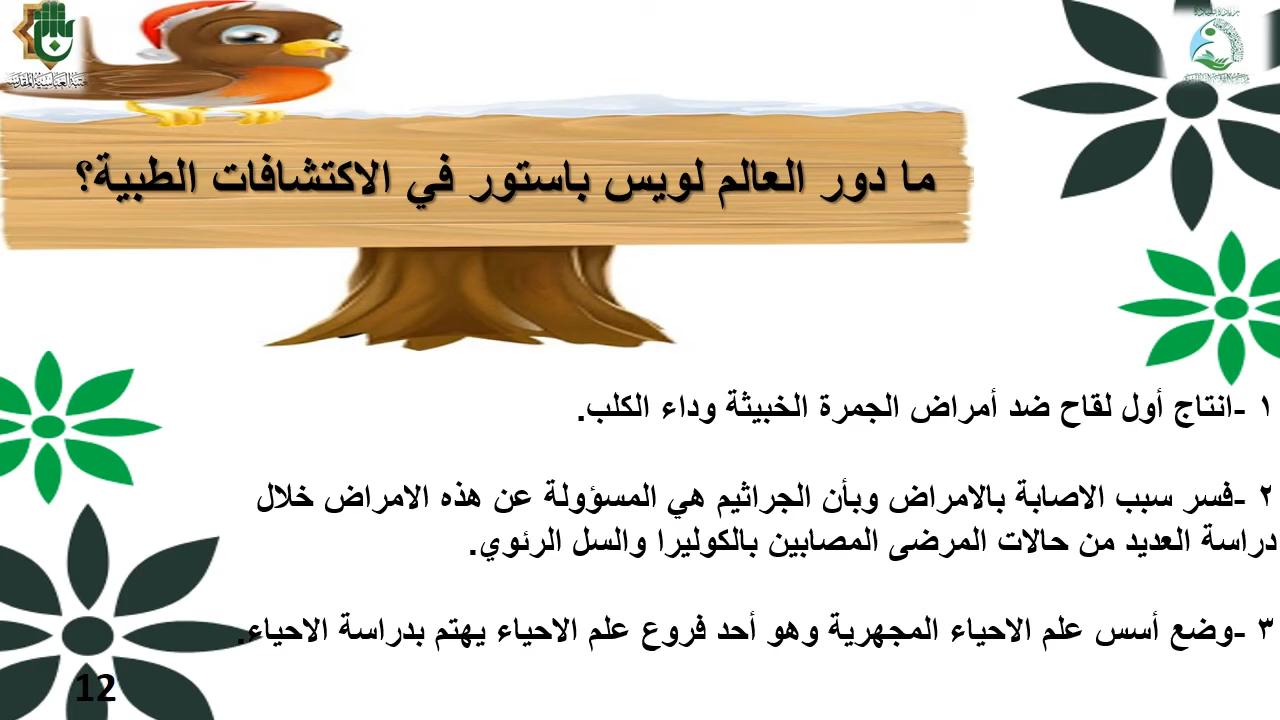 ما دور العالم لويس باستور في الاكتشافات الطبية؟
١ -انتاج أول لقاح ضد أمراض الجمرة الخبيثة وداء الكلب.
٢ -فسر سبب الاصابة بالامراض وبأن الجراثيم هي المسؤولة عن هذه الامراض خلال
دراسة العديد من حالات المرضى المصابين بالكوليرا والسل الرئوي.
٣ -وضع أسس علم الاحياء المجهرية وهو أحد فروع علم الاحياء يهتم بدراسة الاحياء.
12